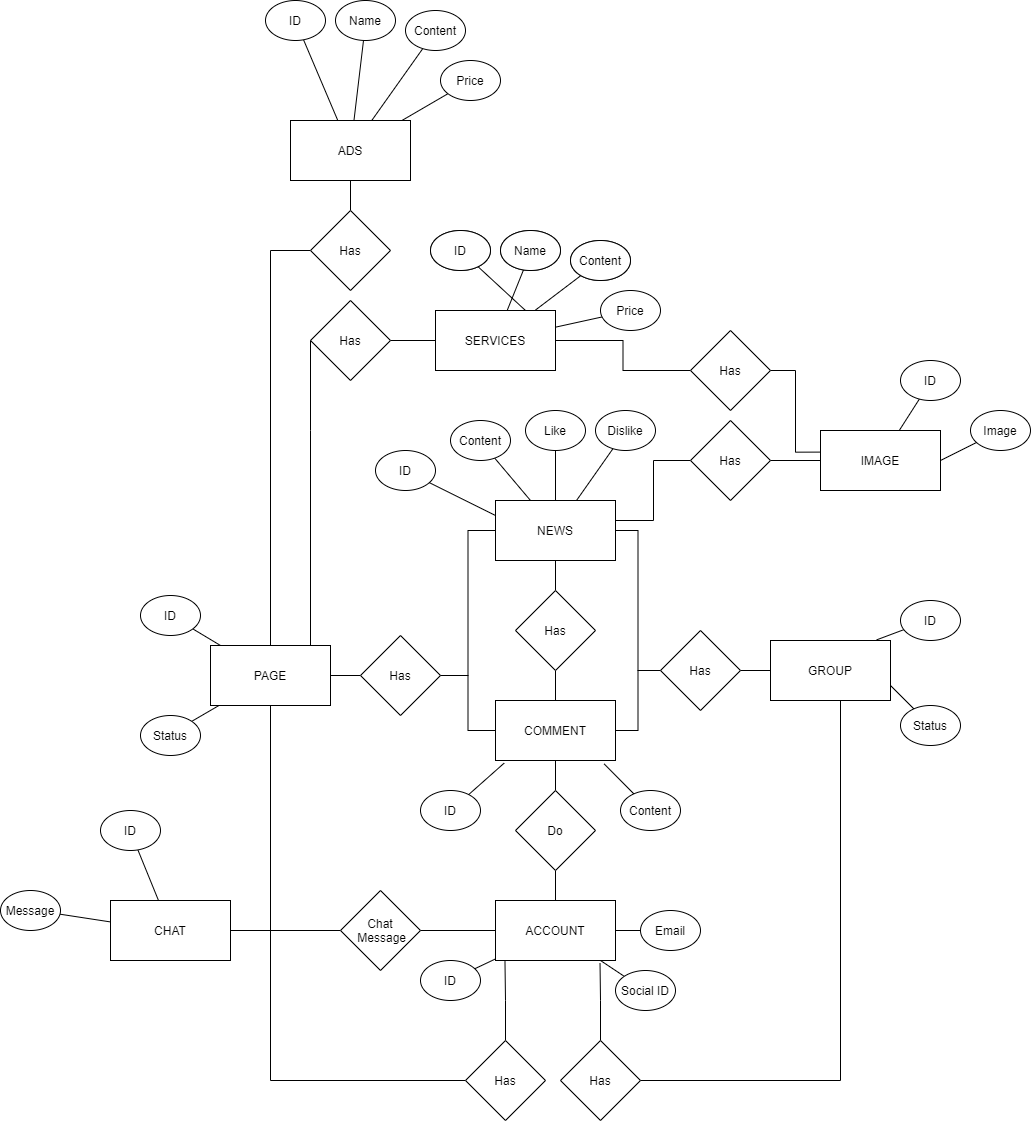 ID
Name
Content
Price
ADS
Has
ID
Name
Content
Price
Has
SERVICES
Has
ID
Image
Content
Like
Dislike
ID
Has
IMAGE
NEWS
ID
Has
ID
PAGE
Has
Has
GROUP
Status
Status
COMMENT
ID
Content
ID
Do
Message
CHAT
Chat
Message
ACCOUNT
Email
ID
Social ID
Has
Has